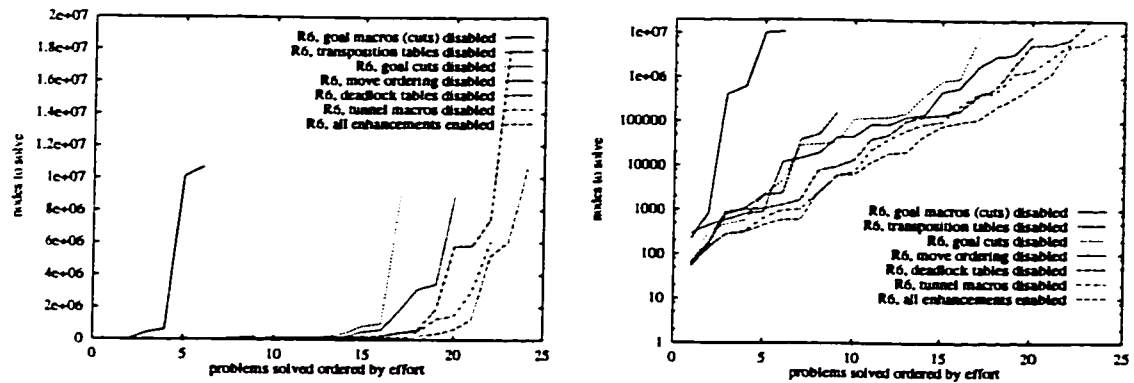 2e+07
1.8e+07
1.6e+07
1.4e+07
1.2e+07
1e+07
8e+06
6e+06
4e+06
2e+06
0
nodes to solve
R6, goal macros (cuts) disabled
R6, transposition tables disabled
R6, goal cuts disabled
R6, move ordering disabled
R6, deadlock tables disabled
R6, tunnel macros disabled
R6, all enhancements enabled
0 5 10 15 20 25
problems solved ordered by effort
1e+07
1e+06
100000
10000
1000
100
10
1
nodes to solve
R6, goal macros (cuts) disabled
R6, transposition tables disabled
R6, goal cuts disabled
R6, move ordering disabled
R6, deadlock tables disabled
R6, tunnel macros disabled
R6, all enhancements enabled
0 5 10 15 20 25
problems solved ordered by effort